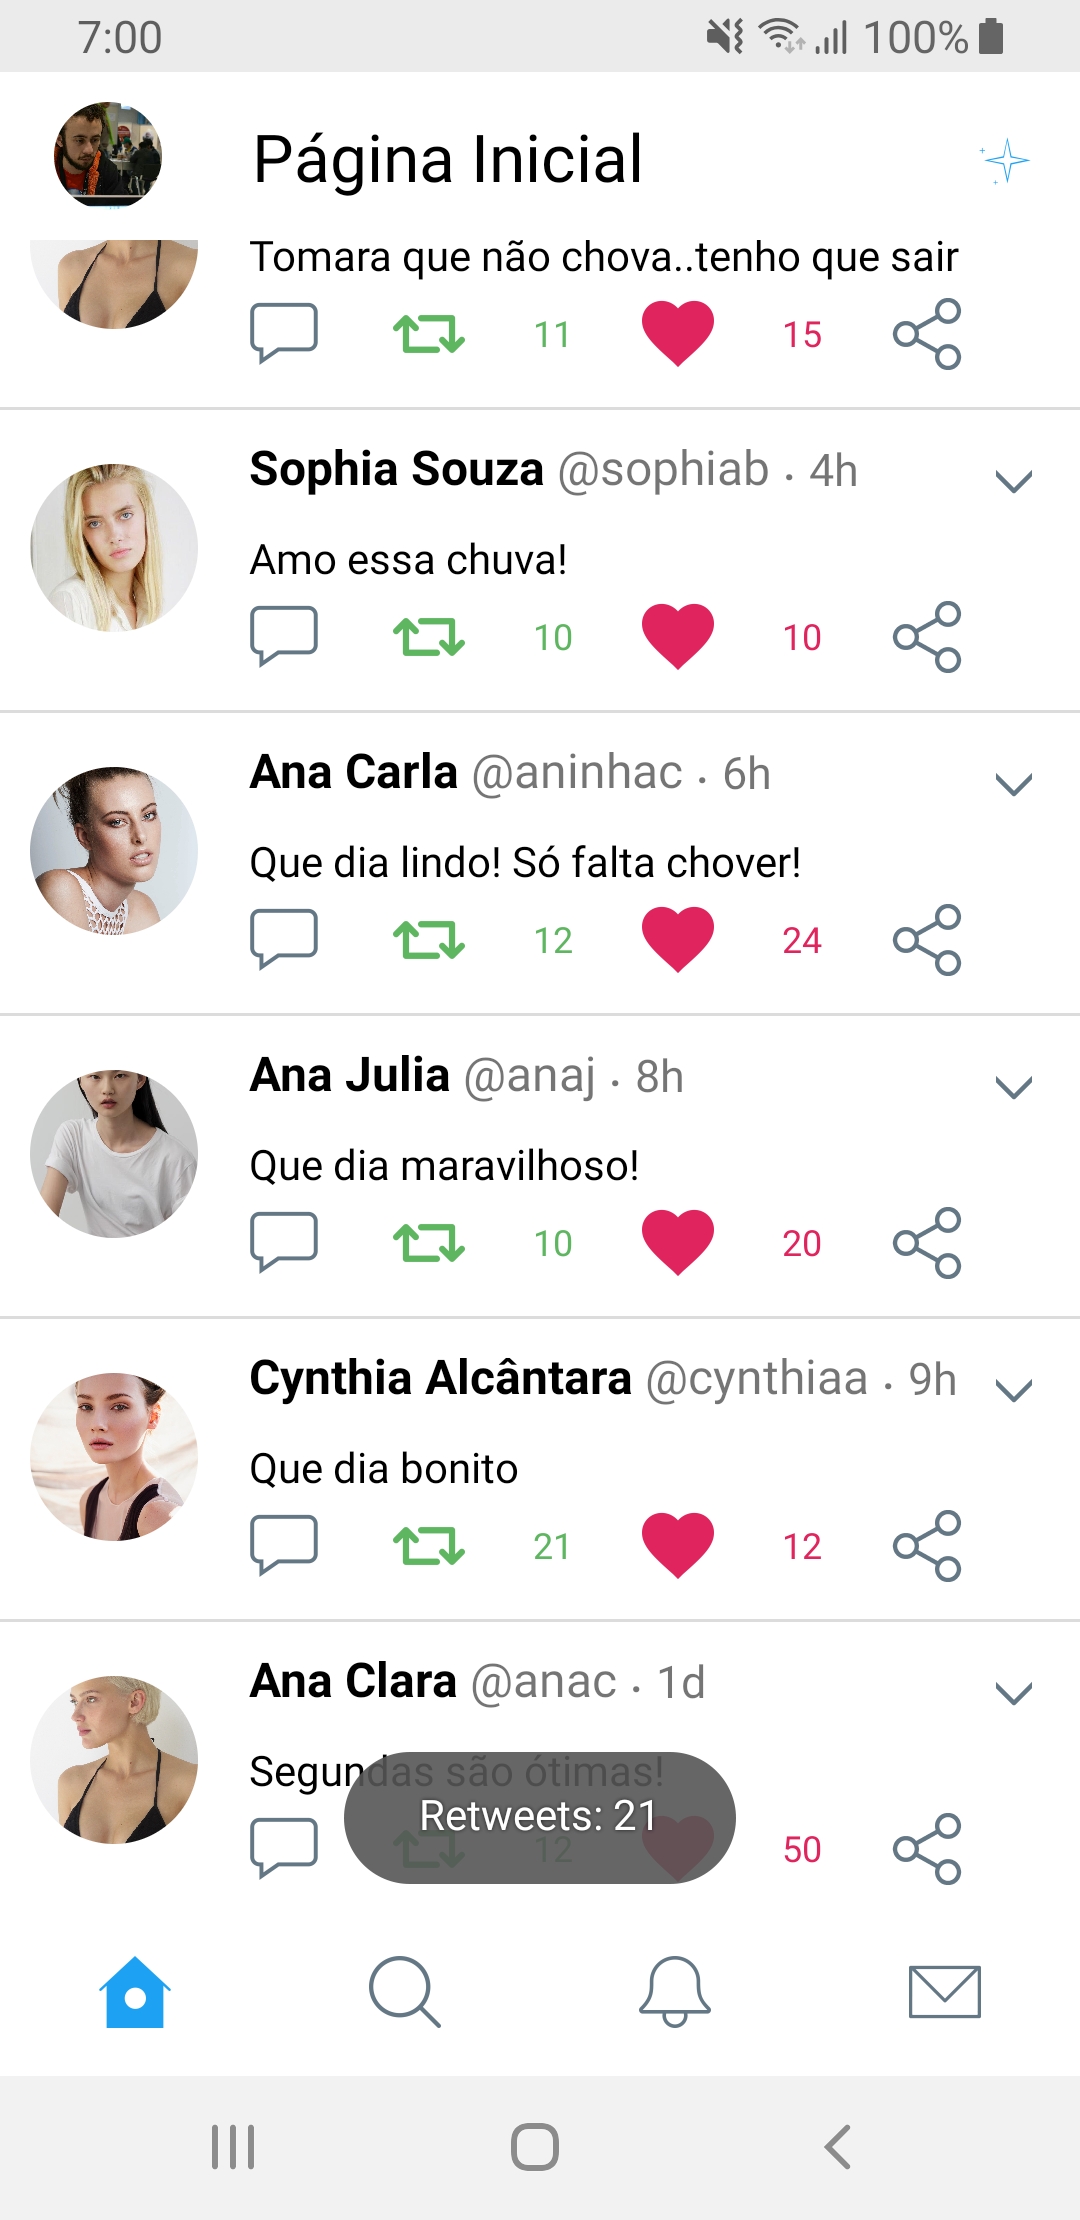 7:00 100%
Página Inicial
Tomara que não chova..tenho que sair
11 15
Sophia Souza @sophiab . 4h
Amo essa chuva!
10 10
Ana Carla @aninhac . 6h
Que dia lindo! Só falta chover!
12 24
Ana Julia @anaj . 8h
Que dia maravilhoso!
10 20
Cynthia Alcântara @cynthiaa . 9h
Que dia bonito
21 12
Ana Clara @anac . 1d
Segundas são ótimas!
Retweets: 21
12 50